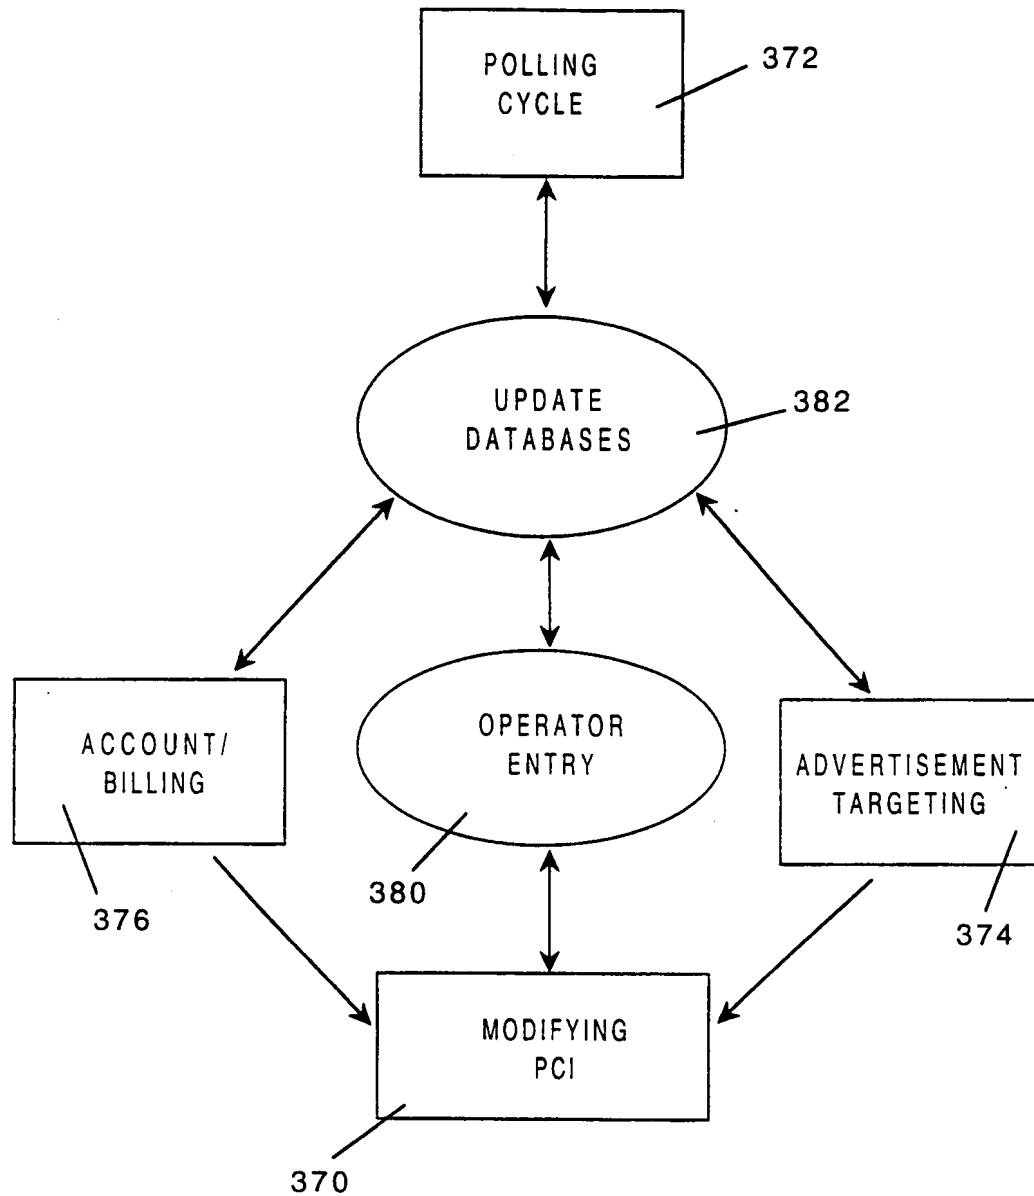 POLLING
CYCLE
372
UPDATE
DATABASES
382
ACCOUNT/
BILLING
OPERATOR
ENTRY
ADVERTISEMENT
TARGETING
376
380
374
MODIFYING
PCI
370